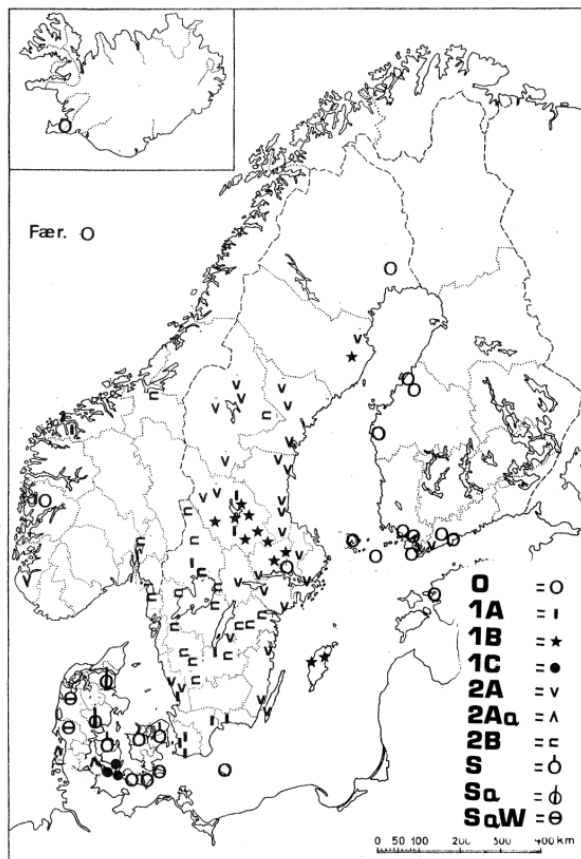 Fær. O
O = O
1A = ı
1B = ★
1C = ●
2A = v
2Aa = ʌ
2B = ⊏
S =
Sa =
SaW = ⊖
0 50 100 200 300 400 km